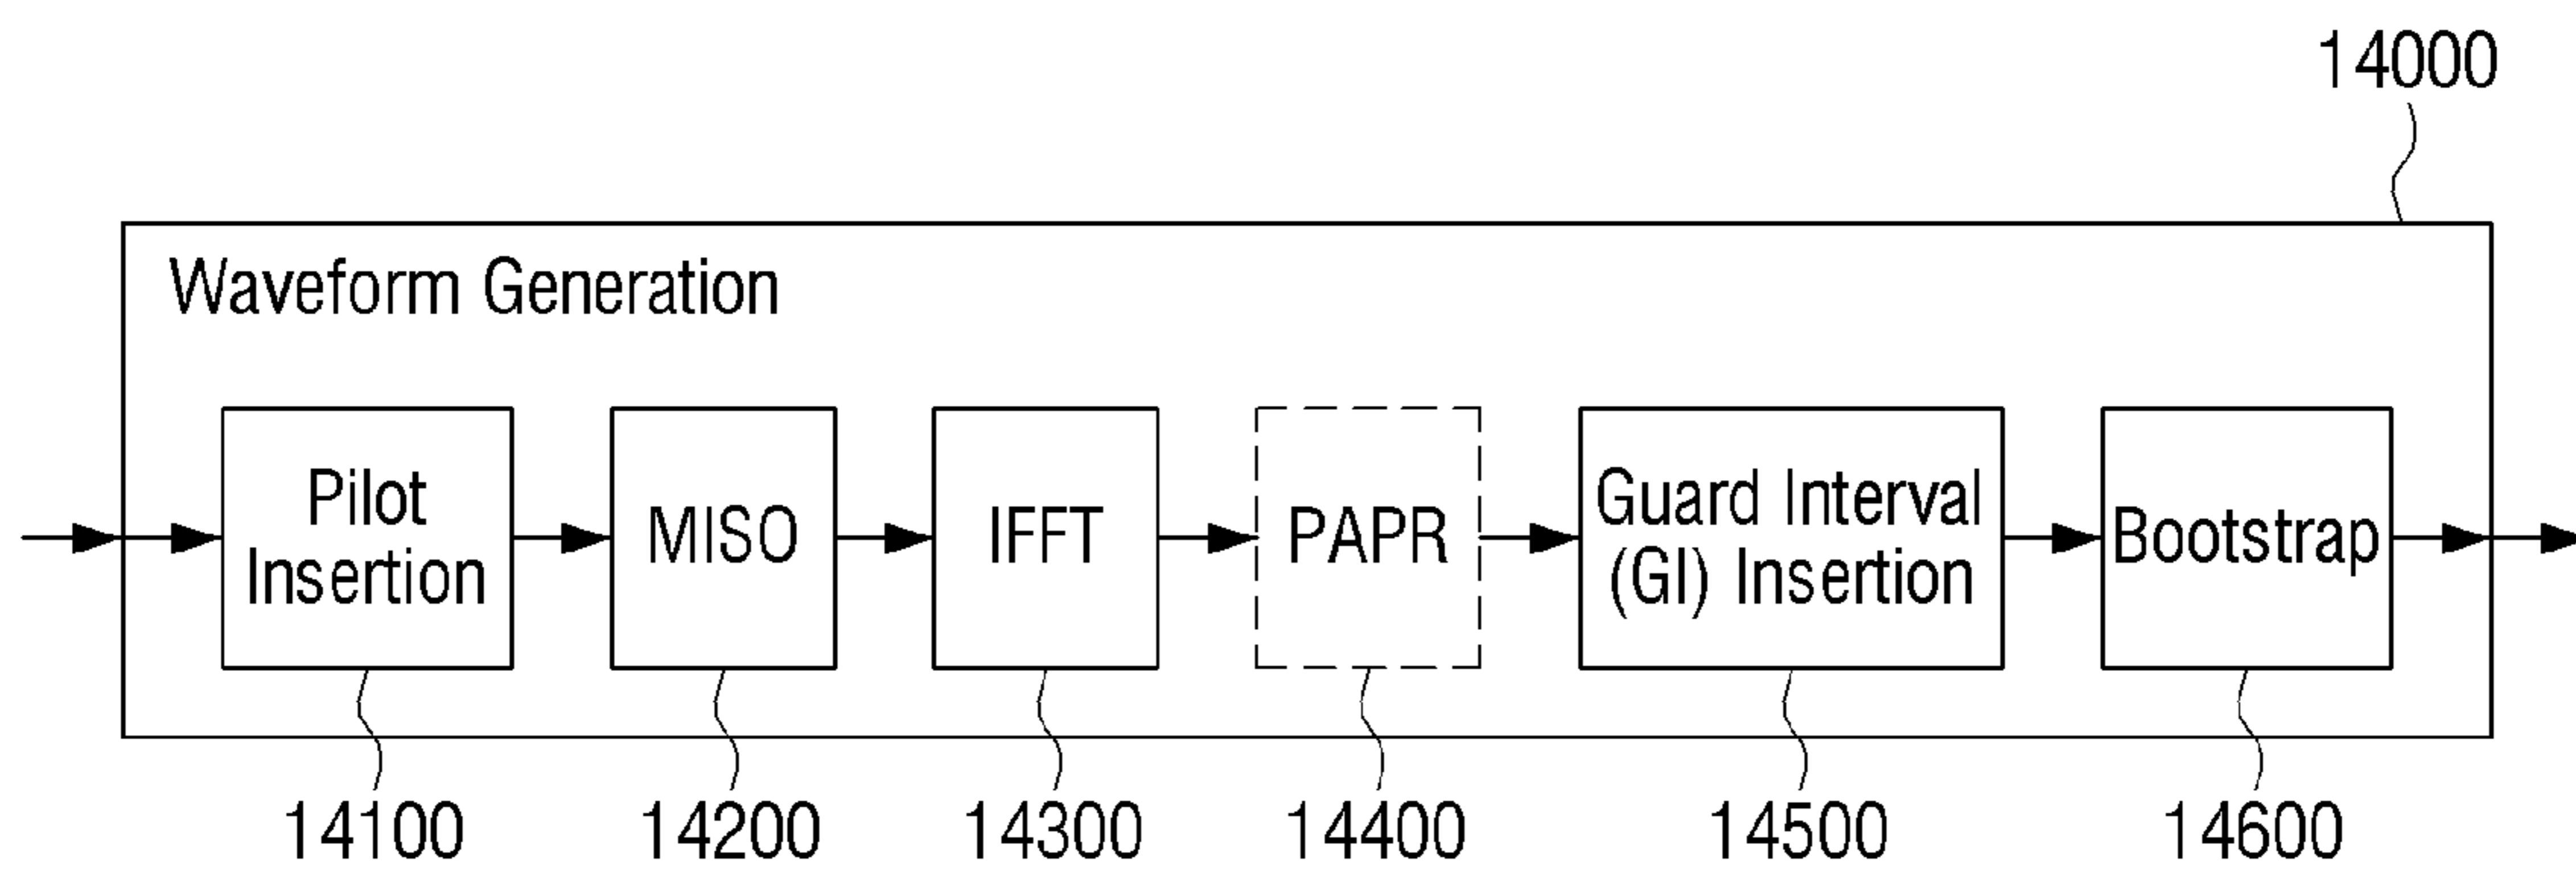 14000
Waveform Generation
Pilot
Insertion
MISO
IFFT
PAPR
Guard Interval
(GI) Insertion
Bootstrap
14100
14200
14300
14400
14500
14600